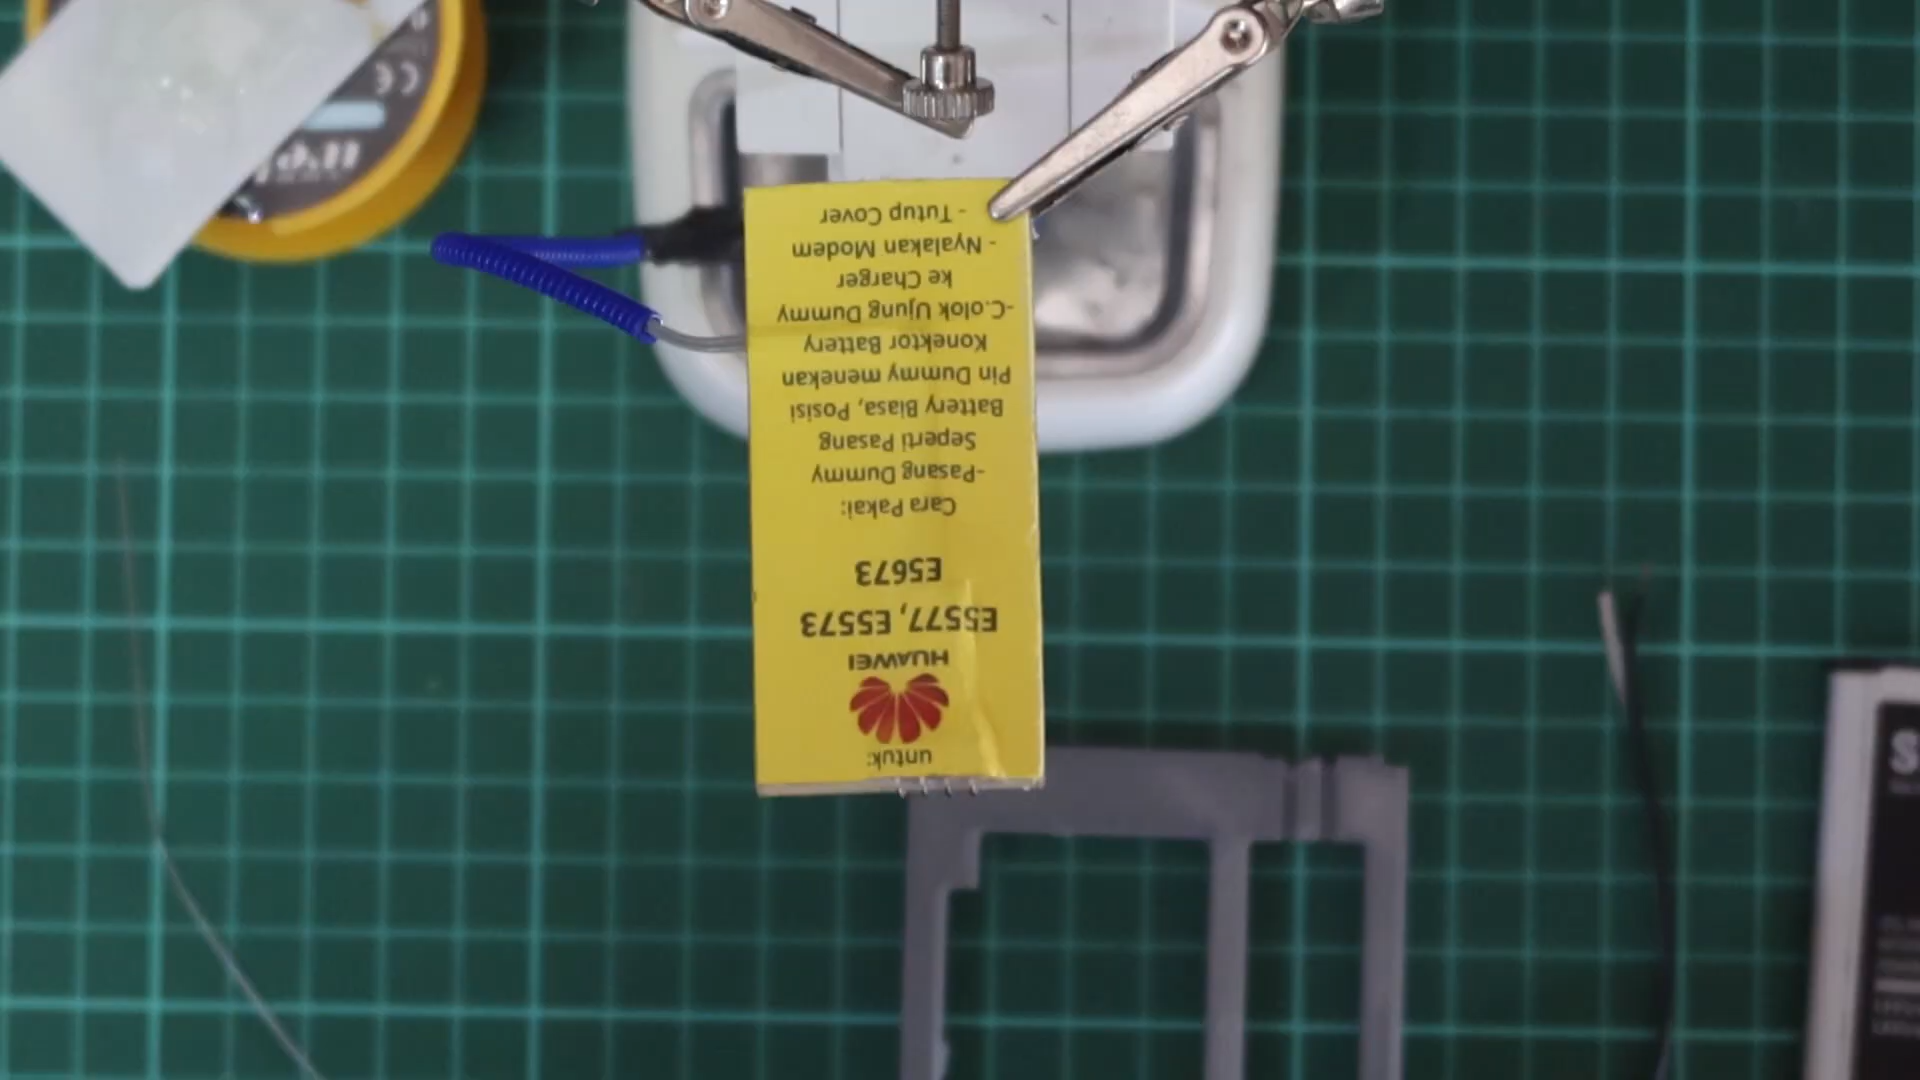 untuk:
HUAWEI
E5577, E5573
E5673
Cara Pakai:
-Pasang Dummy
Seperti Pasang
Battery Biasa, Posisi
Pin Dummy menekan
Konektor Battery
-C.olok Ujung Dummy
ke Charger
- Nyalakan Modem
- Tutup Cover
CE
S